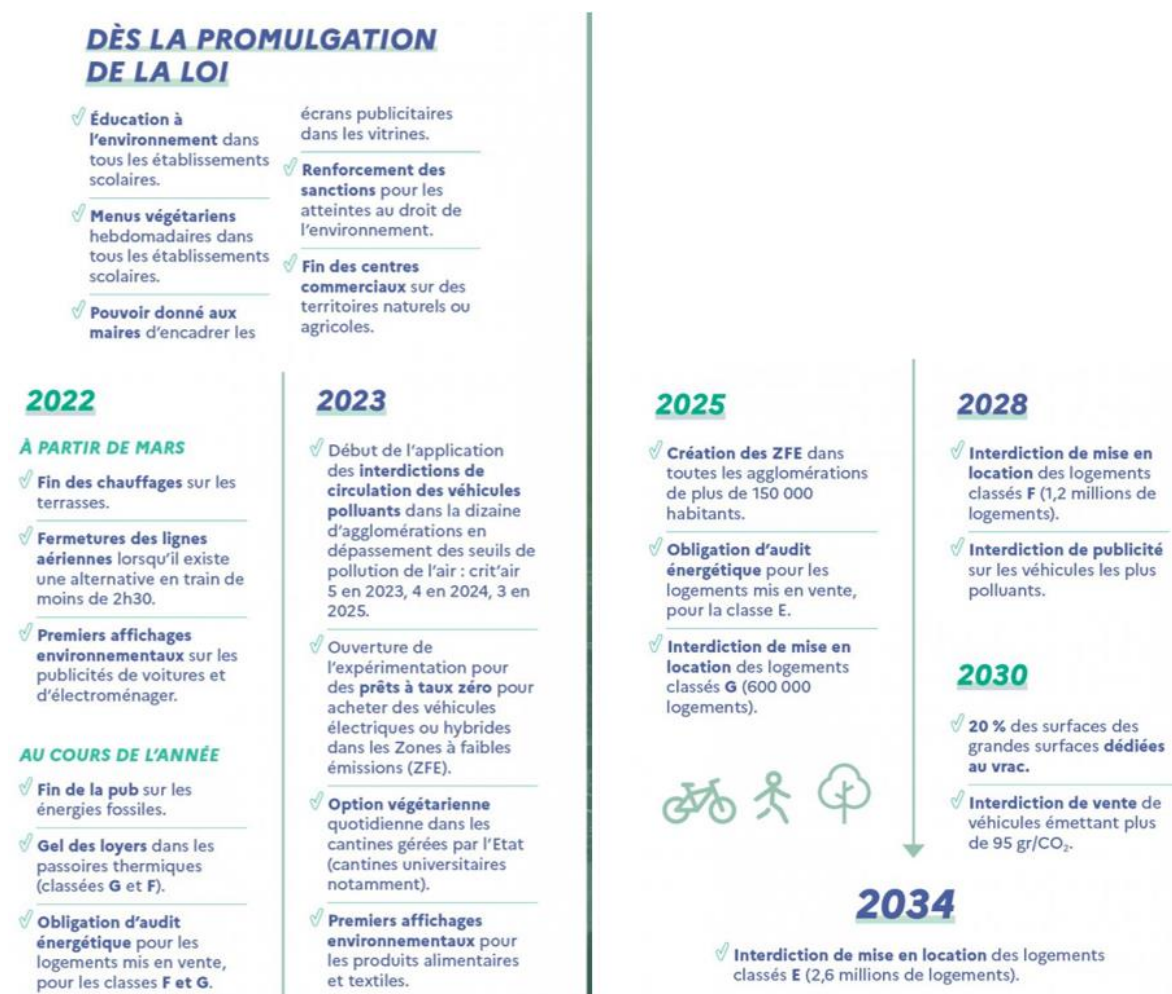 DÈS LA PROMULGATION
DE LA LOI
Éducation à
l'environnement dans
tous les établissements
scolaires.
Menus végétariens
hebdomadaires dans
tous les établissements
scolaires.
Pouvoir donné aux
maires d'encadrer les
écrans publicitaires
dans les vitrines.
Renforcement des
sanctions pour les
atteintes au droit de
l'environnement.
Fin des centres
commerciaux sur des
territoires naturels ou
agricoles.
2022
À PARTIR DE MARS
Fin des chauffages sur les
terrasses.
Fermetures des lignes
aériennes lorsqu'il existe
une alternative en train de
moins de 2h30.
Premiers affichages
environnementaux sur les
publicités de voitures et
d'électroménager.
AU COURS DE L'ANNÉE
Fin de la pub sur les
énergies fossiles.
Gel des loyers dans les
passoires thermiques
(classées G et F).
Obligation d'audit
énergétique pour les
logements mis en vente,
pour les classes F et G.
2023
Début de l'application
des interdictions de
circulation des véhicules
polluants dans la dizaine
d'agglomérations en
dépassement des seuils de
pollution de l'air : crit'air
5 en 2023, 4 en 2024, 3 en
2025.
Ouverture de
l'expérimentation pour
des prêts à taux zéro pour
acheter des véhicules
électriques ou hybrides
dans les Zones à faibles
émissions (ZFE).
Option végétarienne
quotidienne dans les
cantines gérées par l'Etat
(cantines universitaires
notamment).
Premiers affichages
environnementaux pour
les produits alimentaires
et textiles.
2025
Création des ZFE dans
toutes les agglomérations
de plus de 150 000
habitants.
Obligation d'audit
énergétique pour les
logements mis en vente,
pour la classe E.
Interdiction de mise en
location des logements
classés G (600 000
logements).
2028
Interdiction de mise en
location des logements
classés F (1,2 millions de
logements).
Interdiction de publicité
sur les véhicules les plus
polluants.
2030
20 % des surfaces des
grandes surfaces dédiées
au vrac.
Interdiction de vente de
véhicules émettant plus
de 95 gr/CO₂.
2034
Interdiction de mise en location des logements
classés E (2,6 millions de logements).